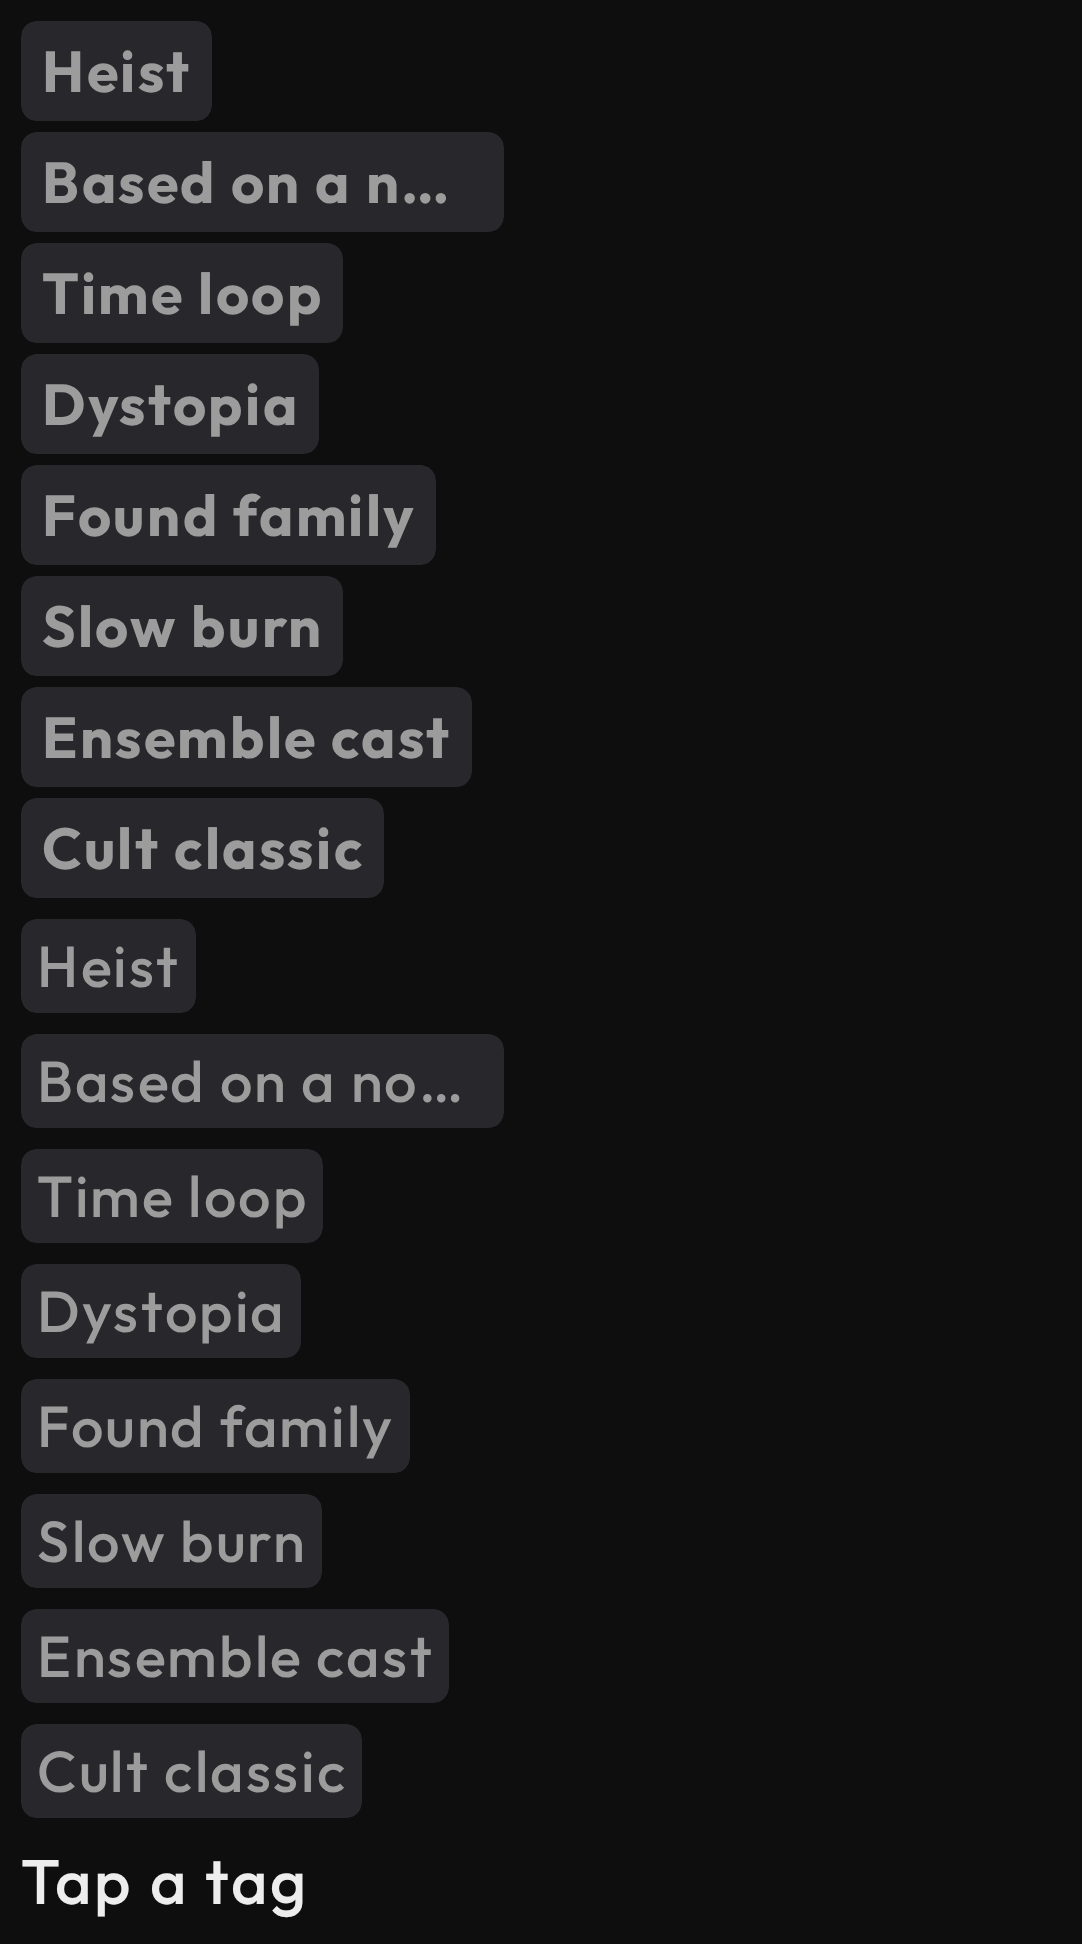 Heist
Based on a n...
Time loop
Dystopia
Found family
Slow burn
Ensemble cast
Cult classic
Heist
Based on a no...
Time loop
Dystopia
Found family
Slow burn
Ensemble cast
Cult classic
Tap a tag